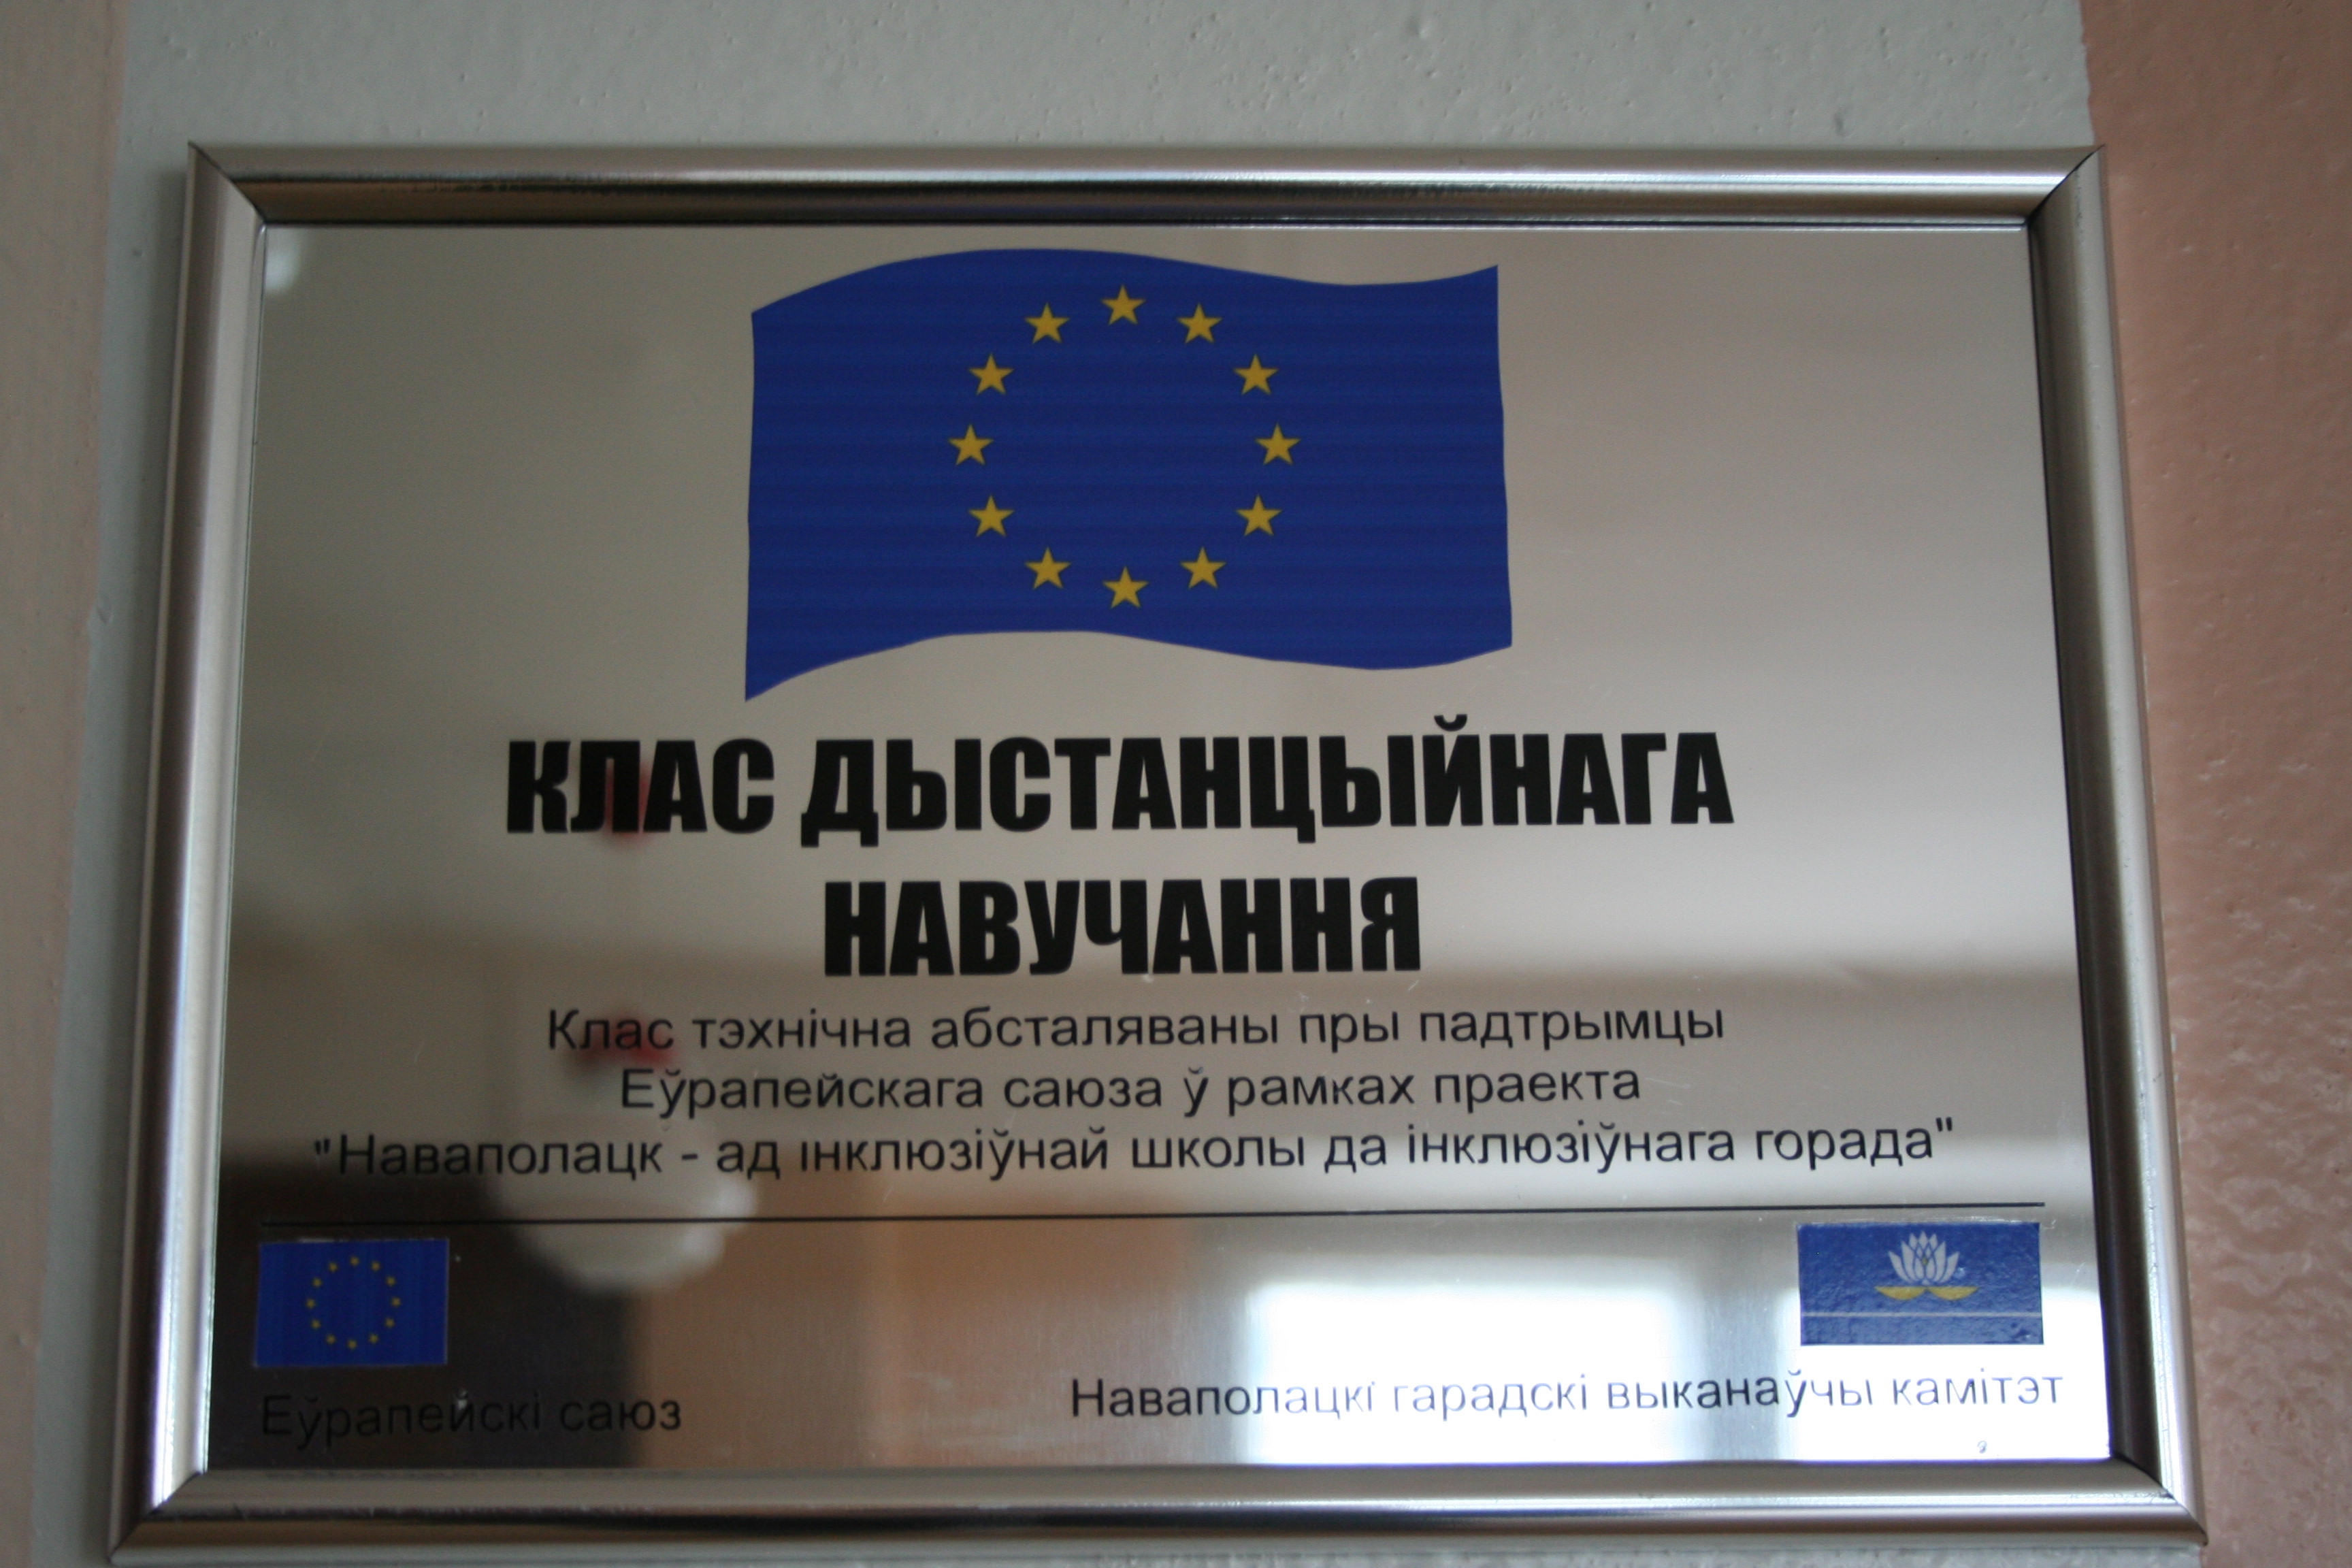 КЛАС ДЫСТАНЦЫЙНАГА
НАВУЧАННЯ
Клас тэхнічна абсталяваны пры падтрымцы
Еўрапейскага саюза ў рамках праекта
"Наваполацк - ад інклюзіўнай школы да інклюзіўнага горада"
Еўрапейскі саюз
Наваполацкі гарадскі выканаўчы камітэт